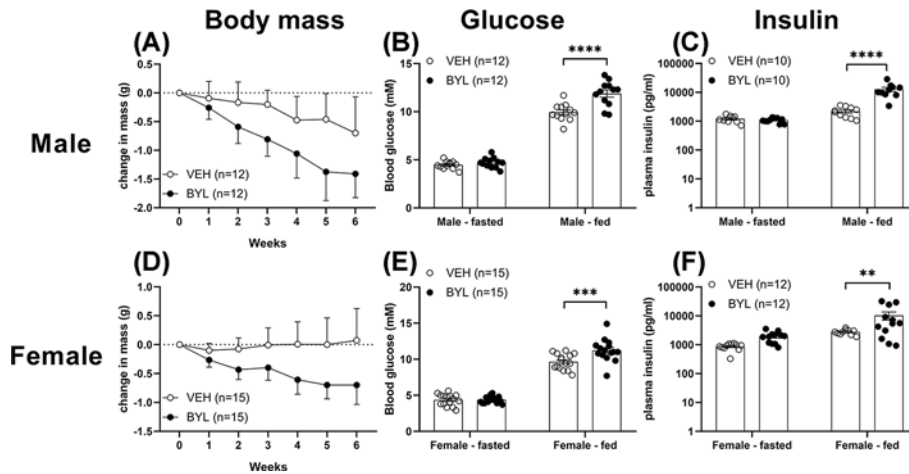 Body mass
Glucose
Insulin
Male
Female
(A)
change in mass (g)
0.5
0.0
-0.5
-1.0
-1.5
-2.0
VEH (n=12)
BYL (n=12)
0 1 2 3 4 5 6
Weeks
(B)
VEH (n=12)
BYL (n=12)
****
Blood glucose (mM)
15
10
5
0
Male - fasted
Male - fed
(C)
VEH (n=10)
BYL (n=10)
****
plasma insulin (pg/ml)
100000
10000
1000
100
10
1
Male - fasted
Male - fed
(D)
change in mass (g)
1.0
0.5
0.0
-0.5
-1.0
-1.5
VEH (n=15)
BYL (n=15)
0 1 2 3 4 5 6
Weeks
(E)
VEH (n=15)
BYL (n=15)
***
Blood glucose (mM)
20
15
10
5
0
Female - fasted
Female - fed
(F)
VEH (n=12)
BYL (n=12)
**
plasma insulin (pg/ml)
100000
10000
1000
100
10
1
Female - fasted
Female - fed